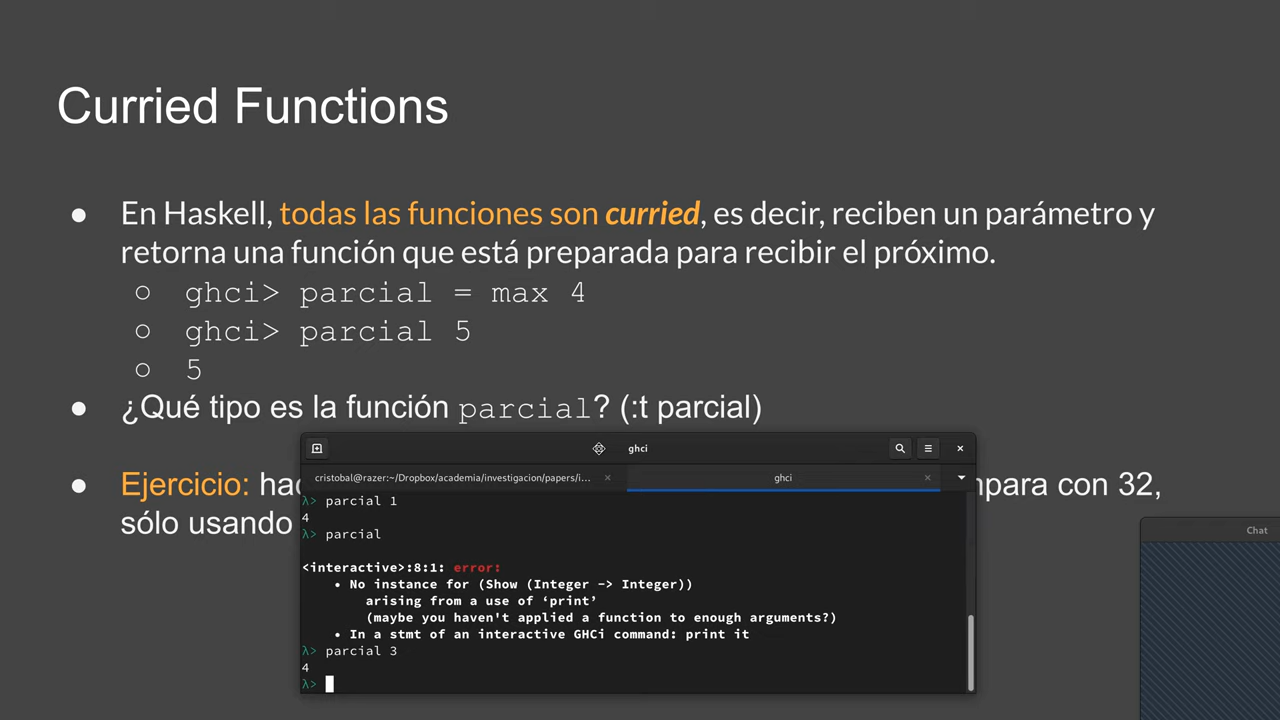 Curried Functions
● En Haskell, todas las funciones son curried, es decir, reciben un parámetro y
retorna una función que está preparada para recibir el próximo.
○ ghci> parcial = max 4
○ ghci> parcial 5
○ 5
● ¿Qué tipo es la función parcial? (:t parcial)
● Ejercicio: hac
mpara con 32,
sólo usando
ghci
cristobal@razer:~/Dropbox/academia/investigacion/papers/i...
ghci
λ> parcial 1
4
λ> parcial
<interactive>:8:1: error:
• No instance for (Show (Integer -> Integer))
arising from a use of ‘print’
(maybe you haven't applied a function to enough arguments?)
• In a stmt of an interactive GHCi command: print it
λ> parcial 3
4
λ>
Chat